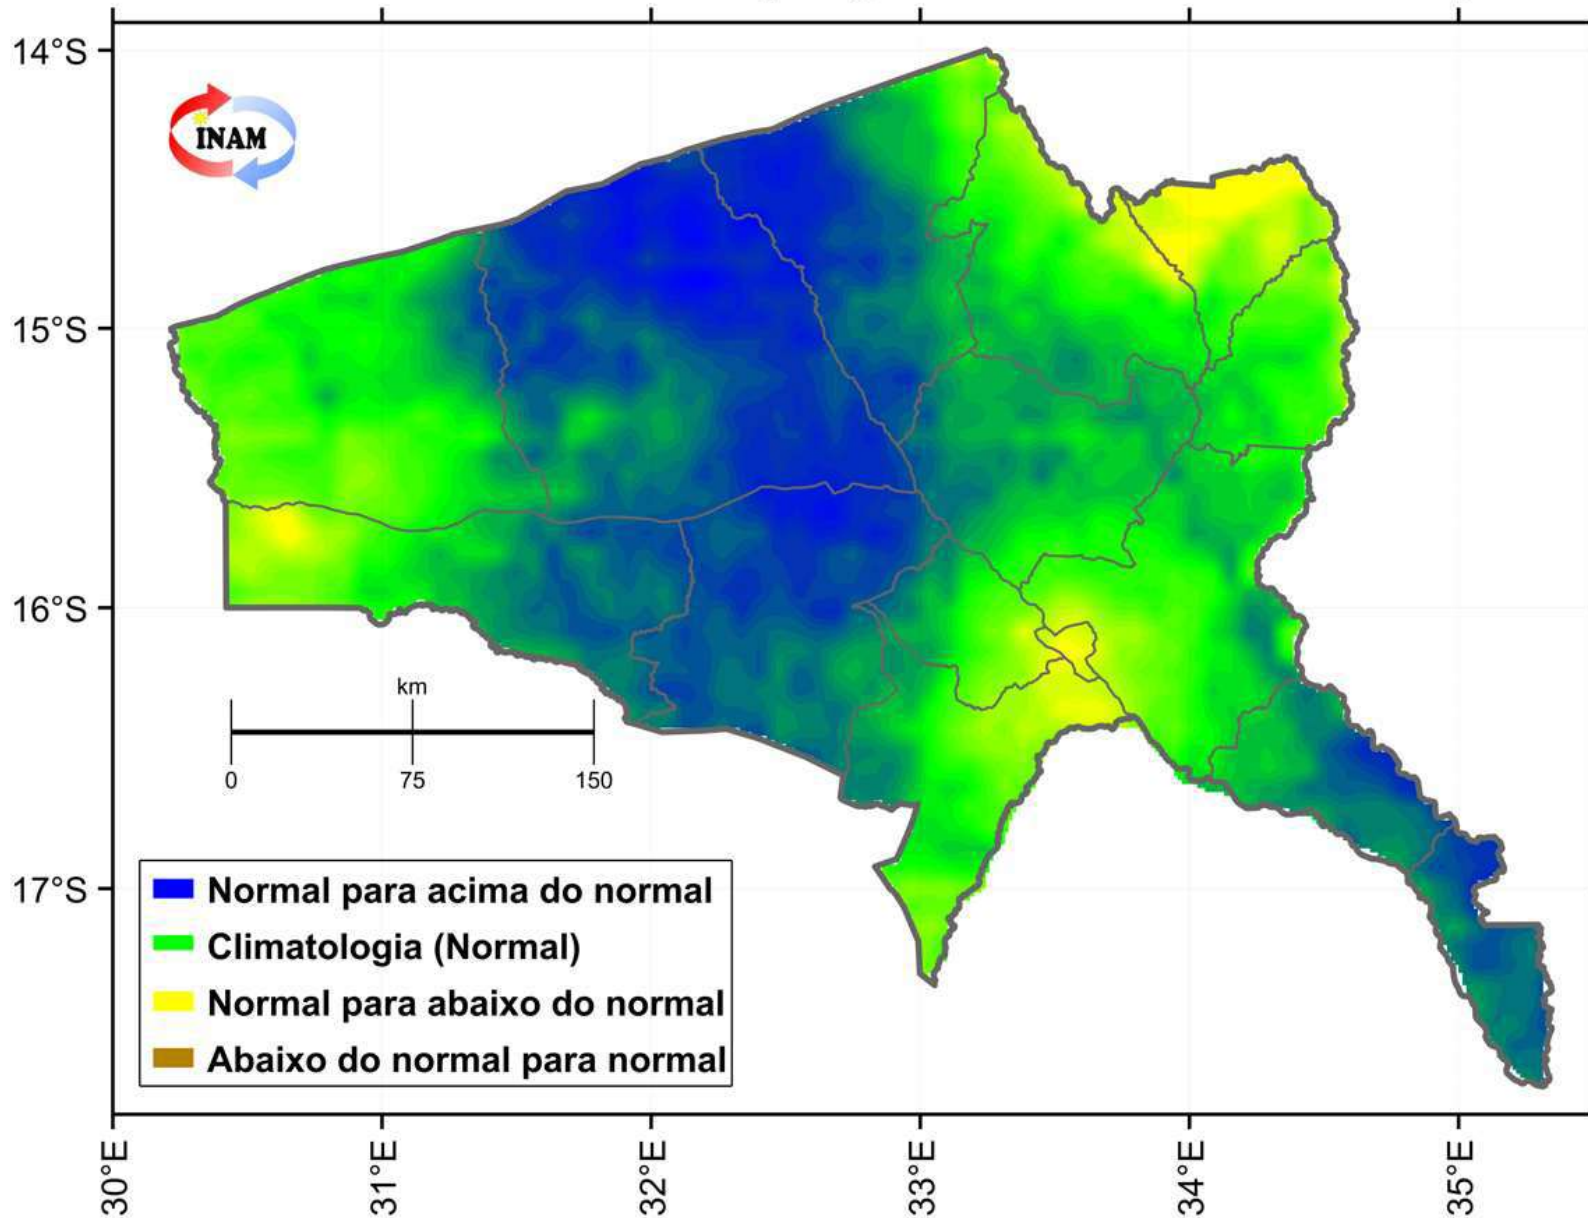 14°S
INAM
15°S
16°S
km
0 75 150
17°S
Normal para acima do normal
Climatologia (Normal)
Normal para abaixo do normal
Abaixo do normal para normal
30°E 31°E 32°E 33°E 34°E 35°E